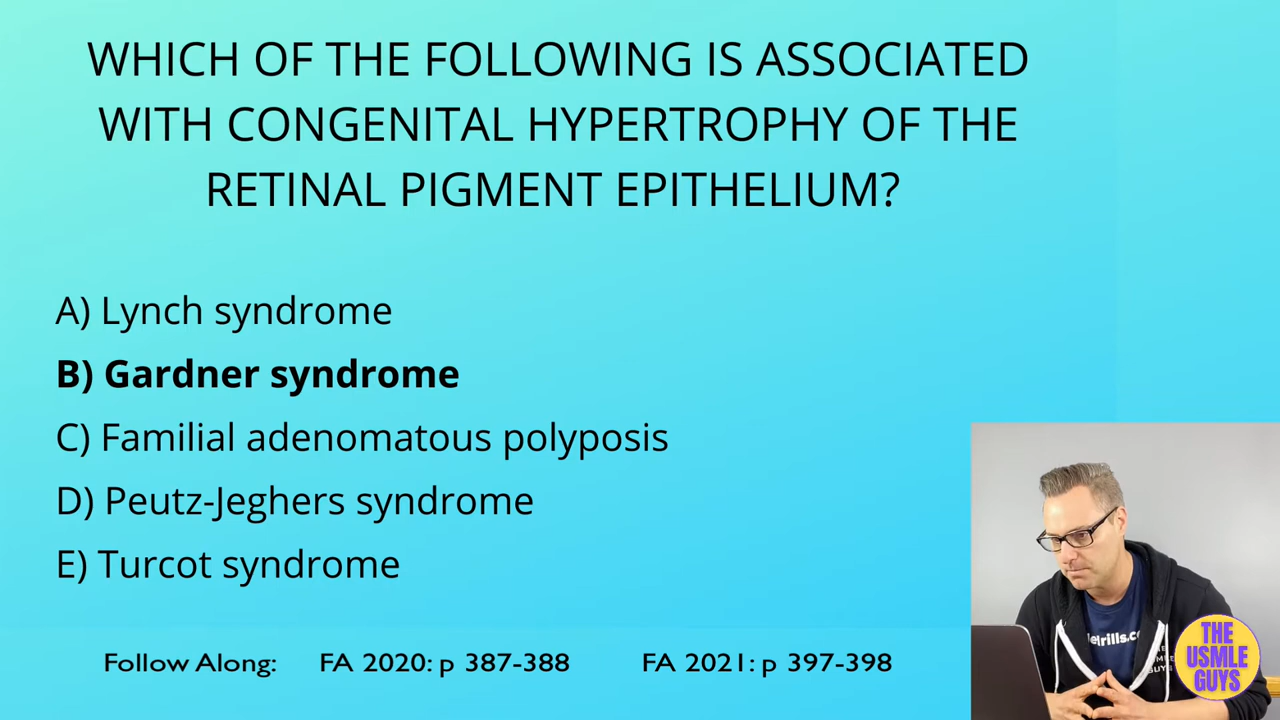 WHICH OF THE FOLLOWING IS ASSOCIATED
WITH CONGENITAL HYPERTROPHY OF THE
RETINAL PIGMENT EPITHELIUM?
A) Lynch syndrome
B) Gardner syndrome
C) Familial adenomatous polyposis
D) Peutz-Jeghers syndrome
E) Turcot syndrome
Follow Along: FA 2020: p 387-388 FA 2021: p 397-398
THE
USMLE
GUYS